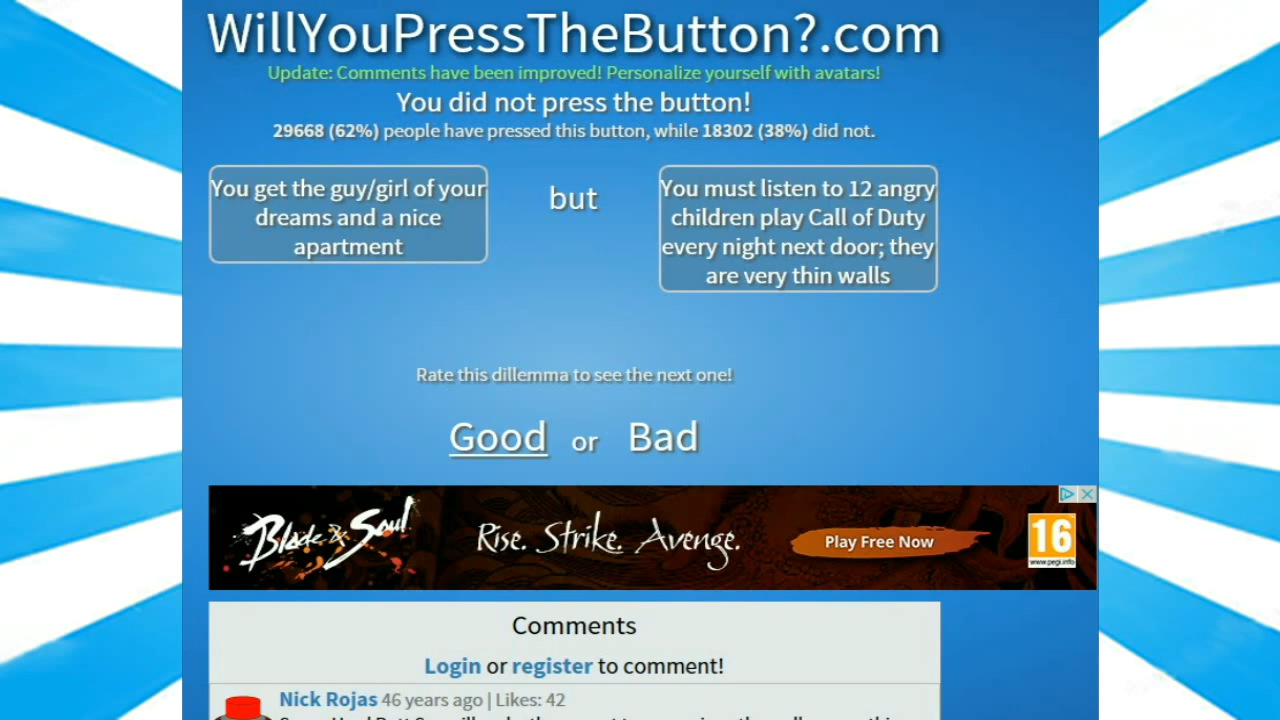 WillYouPressTheButton?.com
Update: Comments have been improved! Personalize yourself with avatars!
You did not press the button!
29668 (62%) people have pressed this button, while 18302 (38%) did not.
You get the guy/girl of your
dreams and a nice
apartment
but
You must listen to 12 angry
children play Call of Duty
every night next door; they
are very thin walls
Rate this dillemma to see the next one!
Good or Bad
Blade & Soul
Rise. Strike. Avenge.
Play Free Now
16
www.pegi.info
Comments
Login or register to comment!
Nick Rojas 46 years ago | Likes: 42